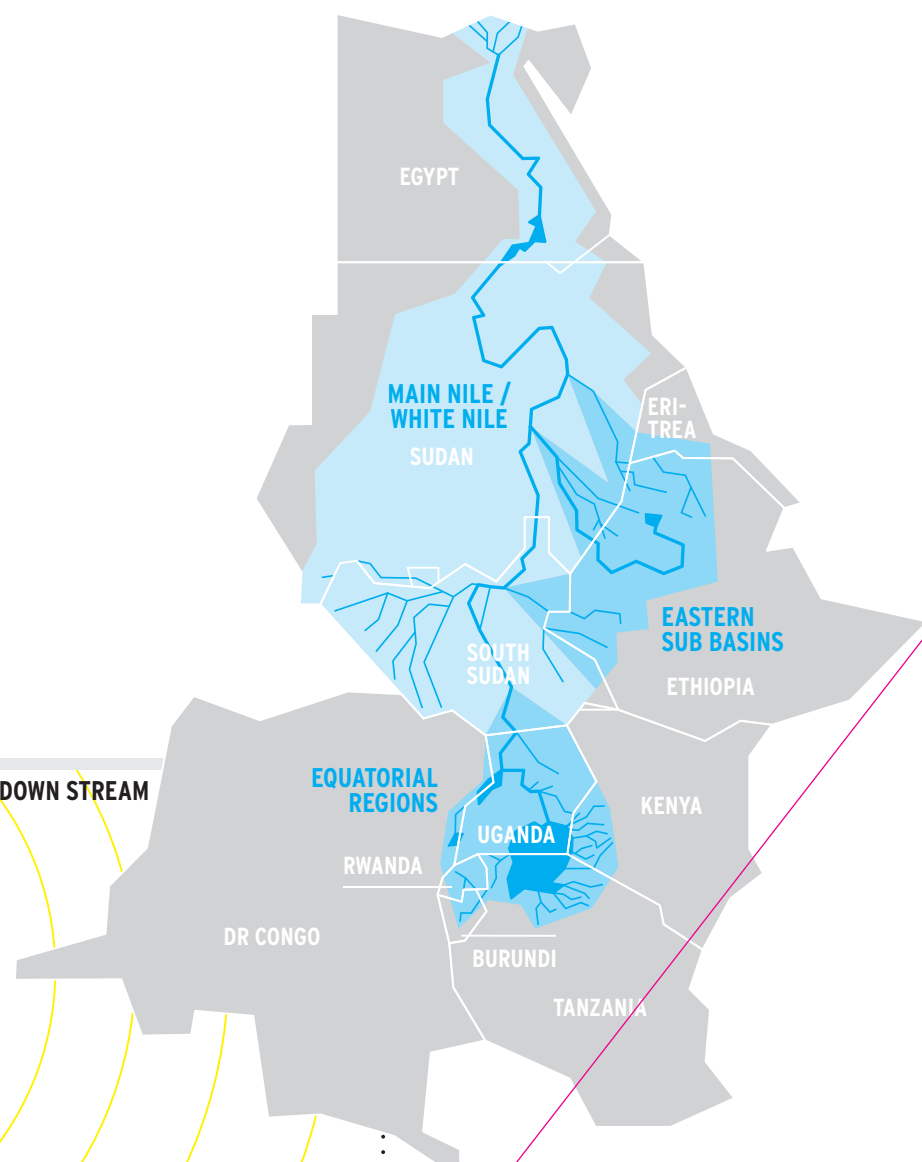 EGYPT
MAIN NILE /
WHITE NILE
SUDAN
ERI-
TREA
EASTERN
SUB BASINS
SOUTH
SUDAN
ETHIOPIA
DOWN STREAM
EQUATORIAL
REGIONS
KENYA
UGANDA
RWANDA
DR CONGO
BURUNDI
TANZANIA